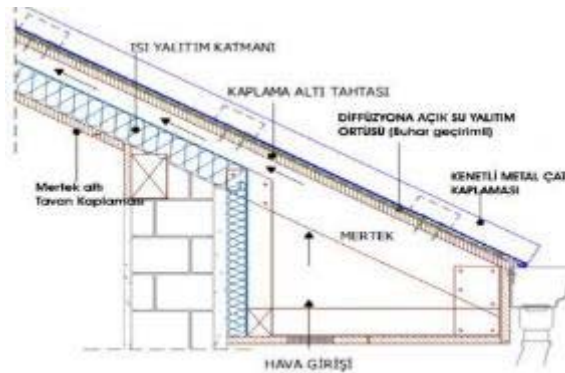 ISI YALITIM KATMANI
KAPLAMA ALTI TAHTASI
DİFFÜZYONA AÇIK SU YALITIM
ÖRTÜSÜ (Buhar geçirimli)
KENETLİ METAL ÇAT
KAPLAMASI
Mertek altı
Tavan Kaplaması
MERTEK
HAVA GİRİŞİ